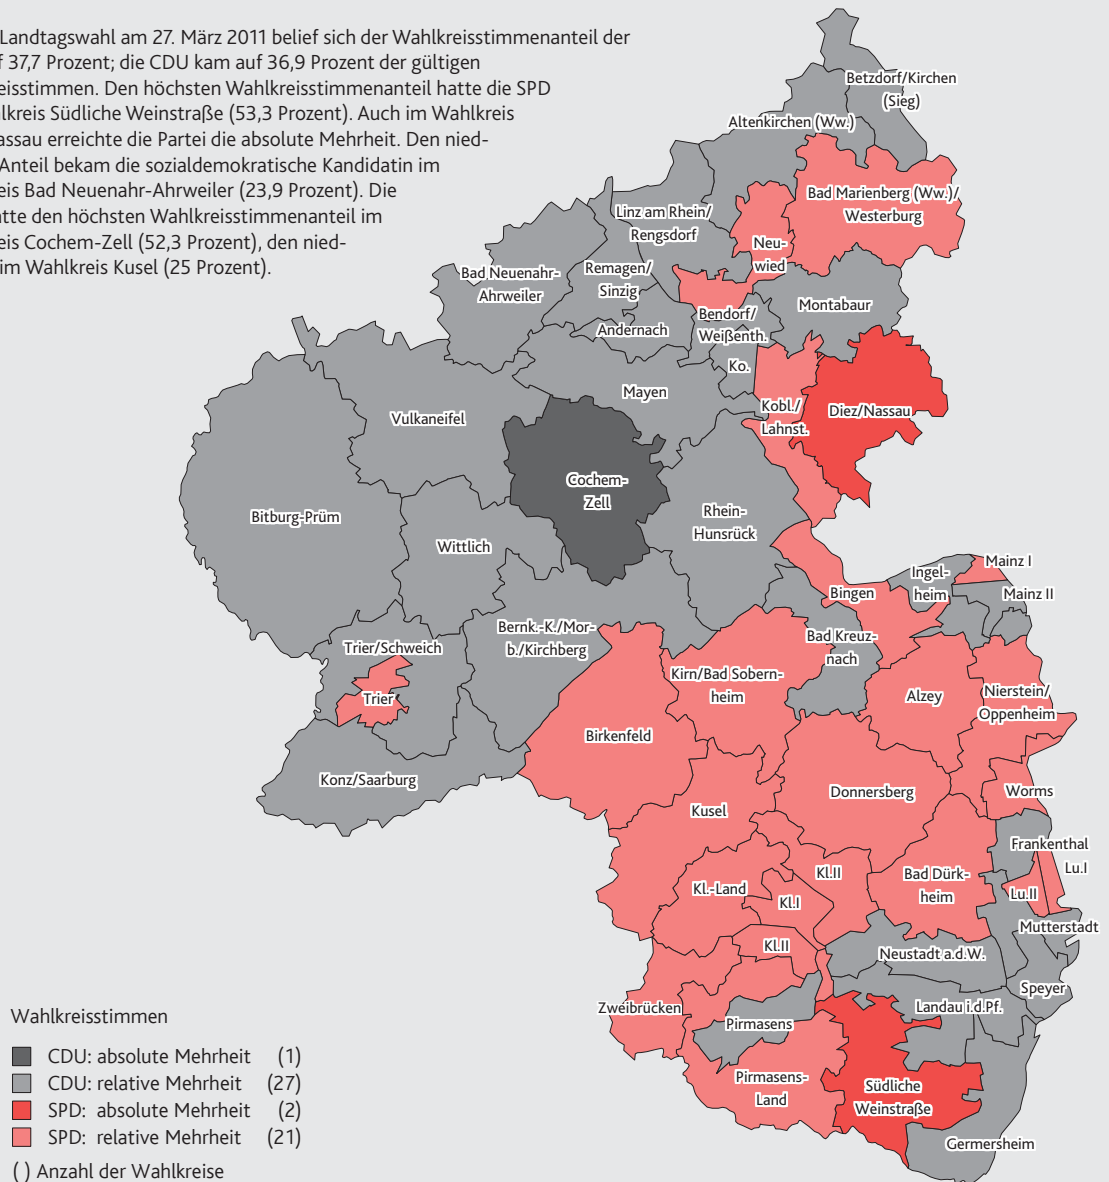 Landtagswahl am 27. März 2011 belief sich der Wahlkreisstimmenanteil der
f 37,7 Prozent; die CDU kam auf 36,9 Prozent der gültigen
eisstimmen. Den höchsten Wahlkreisstimmenanteil hatte die SPD
lkreis Südliche Weinstraße (53,3 Prozent). Auch im Wahlkreis
assau erreichte die Partei die absolute Mehrheit. Den nied-
Anteil bekam die sozialdemokratische Kandidatin im
eis Bad Neuenahr-Ahrweiler (23,9 Prozent). Die
tte den höchsten Wahlkreisstimmenanteil im
eis Cochem-Zell (52,3 Prozent), den nied-
im Wahlkreis Kusel (25 Prozent).
Betzdorf/Kirchen
(Sieg)
Altenkirchen (Ww.)
Bad Marienberg (Ww.)/
Westerburg
Linz am Rhein/
Rengsdorf
Neu-
wied
Bad Neuenahr-
Ahrweiler
Remagen/
Sinzig
Montabaur
Bendorf/
Weißenth.
Andernach
Ko.
Mayen
Kobl./
Lahnst.
Diez/Nassau
Vulkaneifel
Cochem-
Zell
Bitburg-Prüm
Rhein-
Hunsrück
Wittlich
Mainz I
Ingel-
heim
Mainz II
Bingen
Bernk.-K./Mor-
b./Kirchberg
Bad Kreuz-
nach
Trier/Schweich
Kirn/Bad Sobern-
heim
Trier
Alzey
Nierstein/
Oppenheim
Birkenfeld
Konz/Saarburg
Donnersberg
Worms
Kusel
Frankenthal
Lu.I
Kl.II
Bad Dürk-
heim
Kl.-Land
Lu.II
Kl.I
Mutterstadt
Kl.II
Neustadt a.d.W.
Speyer
Zweibrücken
Landau i.d.Pf.
Pirmasens
Pirmasens-
Land
Südliche
Weinstraße
Germersheim
Wahlkreisstimmen
CDU: absolute Mehrheit (1)
CDU: relative Mehrheit (27)
SPD: absolute Mehrheit (2)
SPD: relative Mehrheit (21)
( ) Anzahl der Wahlkreise